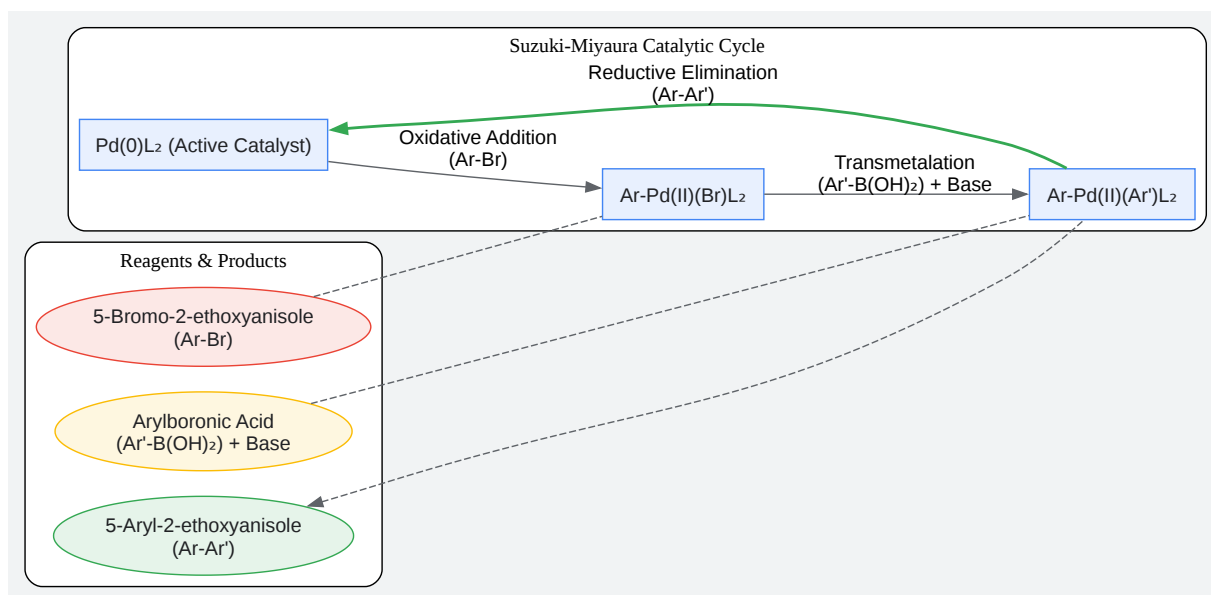 Suzuki-Miyaura Catalytic Cycle
Reductive Elimination
(Ar-Ar')
Pd(0)L₂ (Active Catalyst)
Oxidative Addition
(Ar-Br)
Ar-Pd(II)(Br)L₂
Transmetalation
(Ar'-B(OH)₂) + Base
Ar-Pd(II)(Ar')L₂
Reagents & Products
5-Bromo-2-ethoxyanisole
(Ar-Br)
Arylboronic Acid
(Ar'-B(OH)₂) + Base
5-Aryl-2-ethoxyanisole
(Ar-Ar')